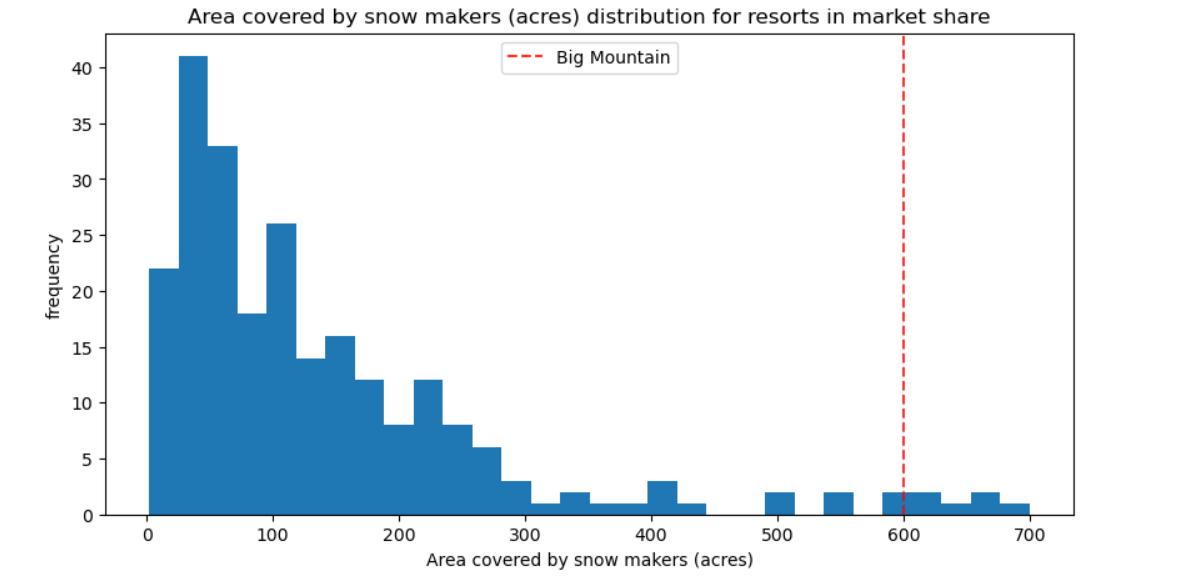 Area covered by snow makers (acres) distribution for resorts in market share
Big Mountain
40
35
30
25
20
15
10
5
0
frequency
0 100 200 300 400 500 600 700
Area covered by snow makers (acres)